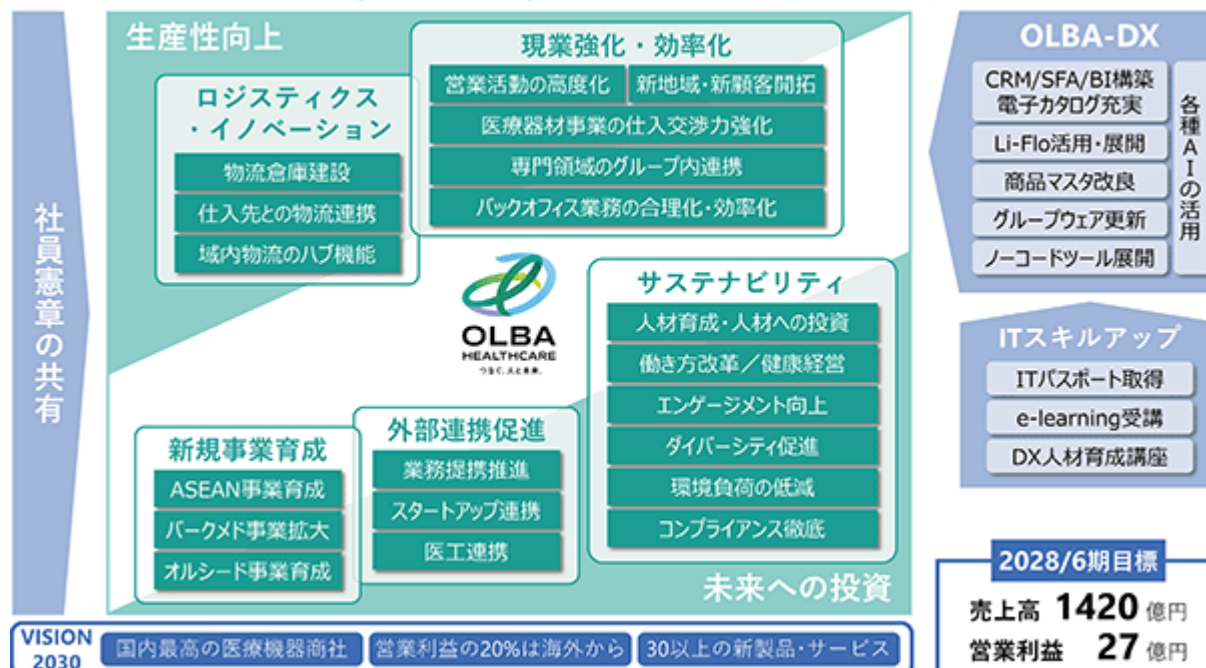 社員憲章の共有
生産性向上
ロジスティクス
・イノベーション
物流倉庫建設
仕入先との物流連携
域内物流のハブ機能
現業強化・効率化
営業活動の高度化
新地域・新顧客開拓
医療器材事業の仕入交渉力強化
専門領域のグループ内連携
バックオフィス業務の合理化・効率化
OLBA
HEALTHCARE
つなぐ、人と未来。
サステナビリティ
人材育成・人材への投資
働き方改革／健康経営
エンゲージメント向上
ダイバーシティ促進
環境負荷の低減
コンプライアンス徹底
外部連携促進
業務提携推進
スタートアップ連携
医工連携
新規事業育成
ASEAN事業育成
バークメド事業拡大
オルシード事業育成
未来への投資
OLBA-DX
CRM/SFA/BI構築
電子カタログ充実
Li-Flo活用・展開
商品マスタ改良
グループウェア更新
ノーコードツール展開
各種AIの活用
ITスキルアップ
ITパスポート取得
e-learning受講
DX人材育成講座
2028/6期目標
売上高 1420 億円
営業利益 27 億円
VISION
2030
国内最高の医療機器商社
営業利益の20%は海外から
30以上の新製品・サービス